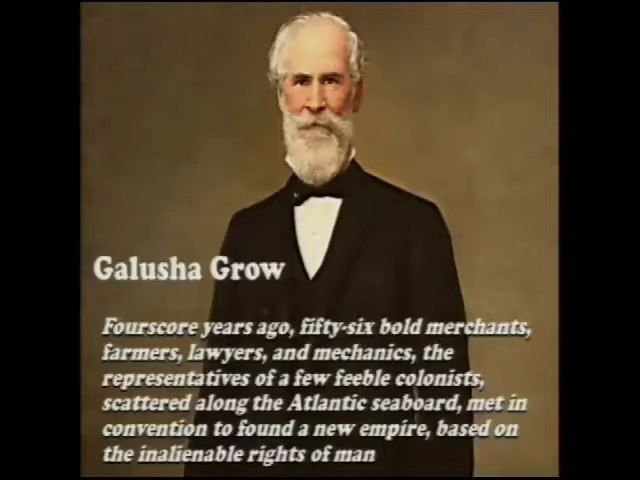 Galusha Grow
Fourscore years ago, fifty-six bold merchants,
farmers, lawyers, and mechanics, the
representatives of a few feeble colonists,
scattered along the Atlantic seaboard, met in
convention to found a new empire, based on
the inalienable rights of man